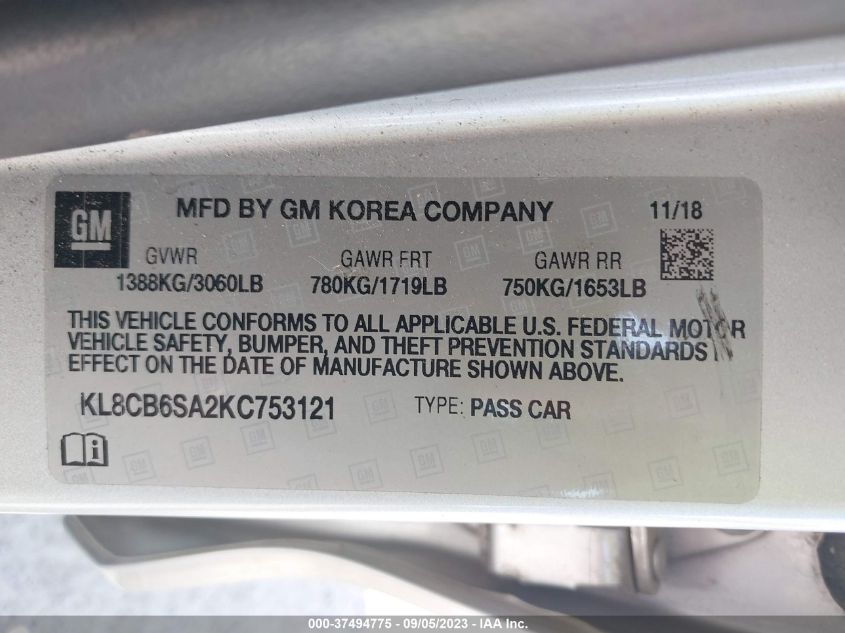 GM MFD BY GM KOREA COMPANY 11/18
GVWR GAWR FRT GAWR RR
1388KG/3060LB 780KG/1719LB 750KG/1653LB
THIS VEHICLE CONFORMS TO ALL APPLICABLE U.S. FEDERAL MOTOR
VEHICLE SAFETY, BUMPER, AND THEFT PREVENTION STANDARDS IN
EFFECT ON THE DATE OF MANUFACTURE SHOWN ABOVE.
KL8CB6SA2KC753121 TYPE: PASS CAR
000-37494775 - 09/05/2023 - IAA Inc.